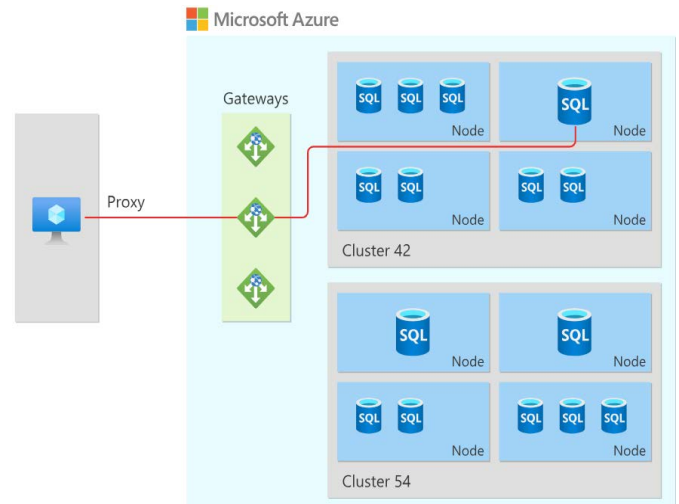 Microsoft Azure
Gateways
Proxy
SQL SQL SQL
Node
SQL
Node
SQL SQL
Node
SQL SQL
Node
Cluster 42
SQL
Node
SQL
Node
SQL SQL
Node
SQL SQL SQL
Node
Cluster 54